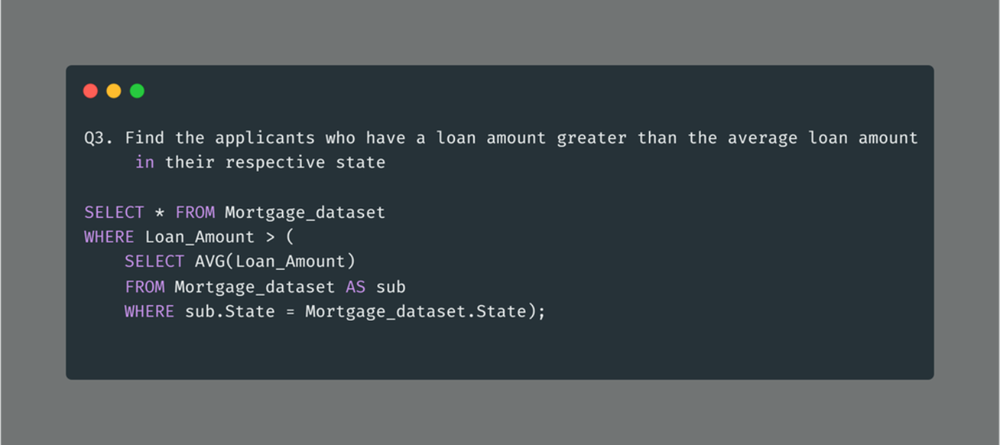 Q3. Find the applicants who have a loan amount greater than the average loan amount
in their respective state
SELECT * FROM Mortgage_dataset
WHERE Loan_Amount > (
SELECT AVG(Loan_Amount)
FROM Mortgage_dataset AS sub
WHERE sub.State = Mortgage_dataset.State);